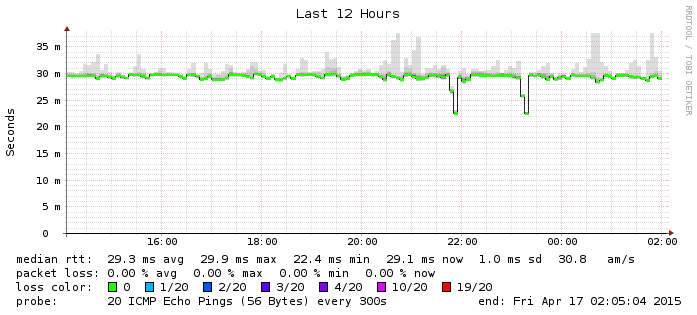 Last 12 Hours
RRDTOOL / TOBI OETIKER
Seconds
35 m
30 m
25 m
20 m
15 m
10 m
5 m
0
16:00 18:00 20:00 22:00 00:00 02:00
median rtt: 29.3 ms avg 29.9 ms max 22.4 ms min 29.1 ms now 1.0 ms sd 30.8 am/s
packet loss: 0.00 % avg 0.00 % max 0.00 % min 0.00 % now
loss color: 0 1/20 2/20 3/20 4/20 10/20 19/20
probe: 20 ICMP Echo Pings (56 Bytes) every 300s end: Fri Apr 17 02:05:04 2015